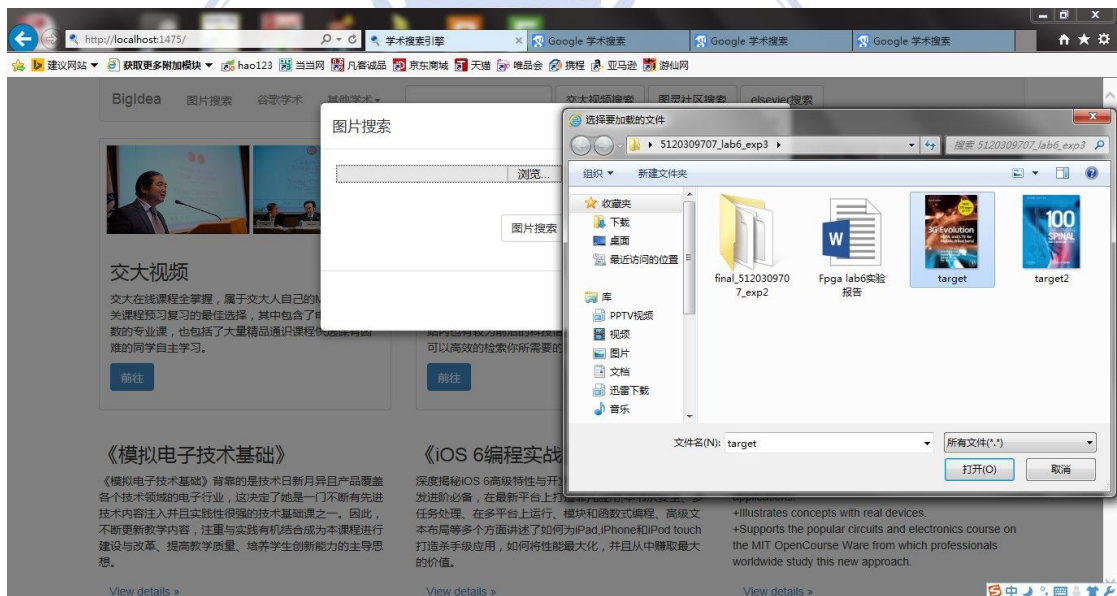 http://localhost:1475/
学术搜索引擎
Google 学术搜索
Google 学术搜索
Google 学术搜索
建议网站 获取更多附加模块 hao123 当当网 凡客诚品 京东商城 天猫 唯品会 携程 亚马逊 游仙网
BigIdea 图片搜索 谷歌学术 其他学术 交大视频搜索 图灵社区搜索 elsevier搜索
图片搜索
浏览...
图片搜索
选择要加载的文件
5120309707_lab6_exp3
搜索 5120309707_lab6_exp3
组织 新建文件夹
收藏夹
下载
桌面
最近访问的位置
库
PPTV视频
视频
图片
文档
迅雷下载
音乐
final_512030970
7_exp2
Fpga lab6实验
报告
3G Evolution
target
100
SPINAL
target2
文件名(N): target
所有文件(*.*)
打开(O) 取消
交大视频
交大在线课程全掌握，属于交大人自己的
关课程预习复习的最佳选择，其中包含了
数的专业课，也包括了大量精品通识课程
难的同学自主学习。
前往
可以高效的检索你所需要的
前往
《模拟电子技术基础》
《模拟电子技术基础》背靠的是技术日新月异且产品覆盖
各个技术领域的电子行业，这决定了她是一门不断有先进
技术内容注入并且实践性很强的技术基础课之一。因此，
不断更新教学内容，注重与实践有机结合成为本课程进行
建设与改革、提高教学质量、培养学生创新能力的主导思
想。
View details »
《iOS 6编程实战
深度揭秘iOS 6高级特性与开
发进阶必备，在最新平台上打
任务处理、在多平台上运行、模块和函数式编程、高级文
本布局等多个方面讲述了如何为iPad,iPhone和iPod touch
打造杀手级应用，如何将性能最大化，并且从中赚取最大
的价值。
View details »
applications.
+Illustrates concepts with real devices.
+Supports the popular circuits and electronics course on
the MIT OpenCourse Ware from which professionals
worldwide study this new approach.
View details »
中